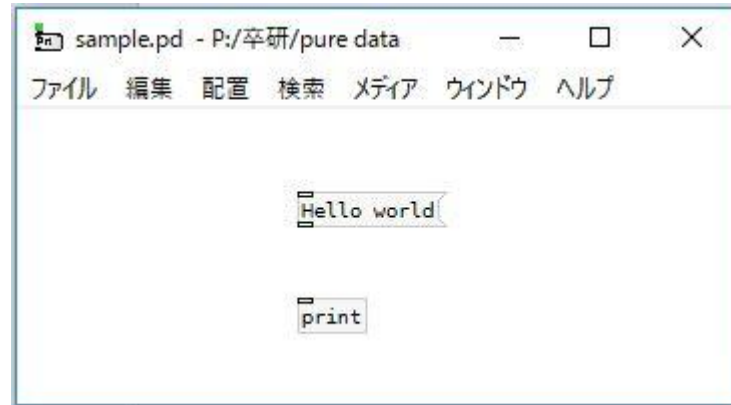 sample.pd - P:/卒研/pure data
ファイル 編集 配置 検索 メディア ウィンドウ ヘルプ
Hello world
print